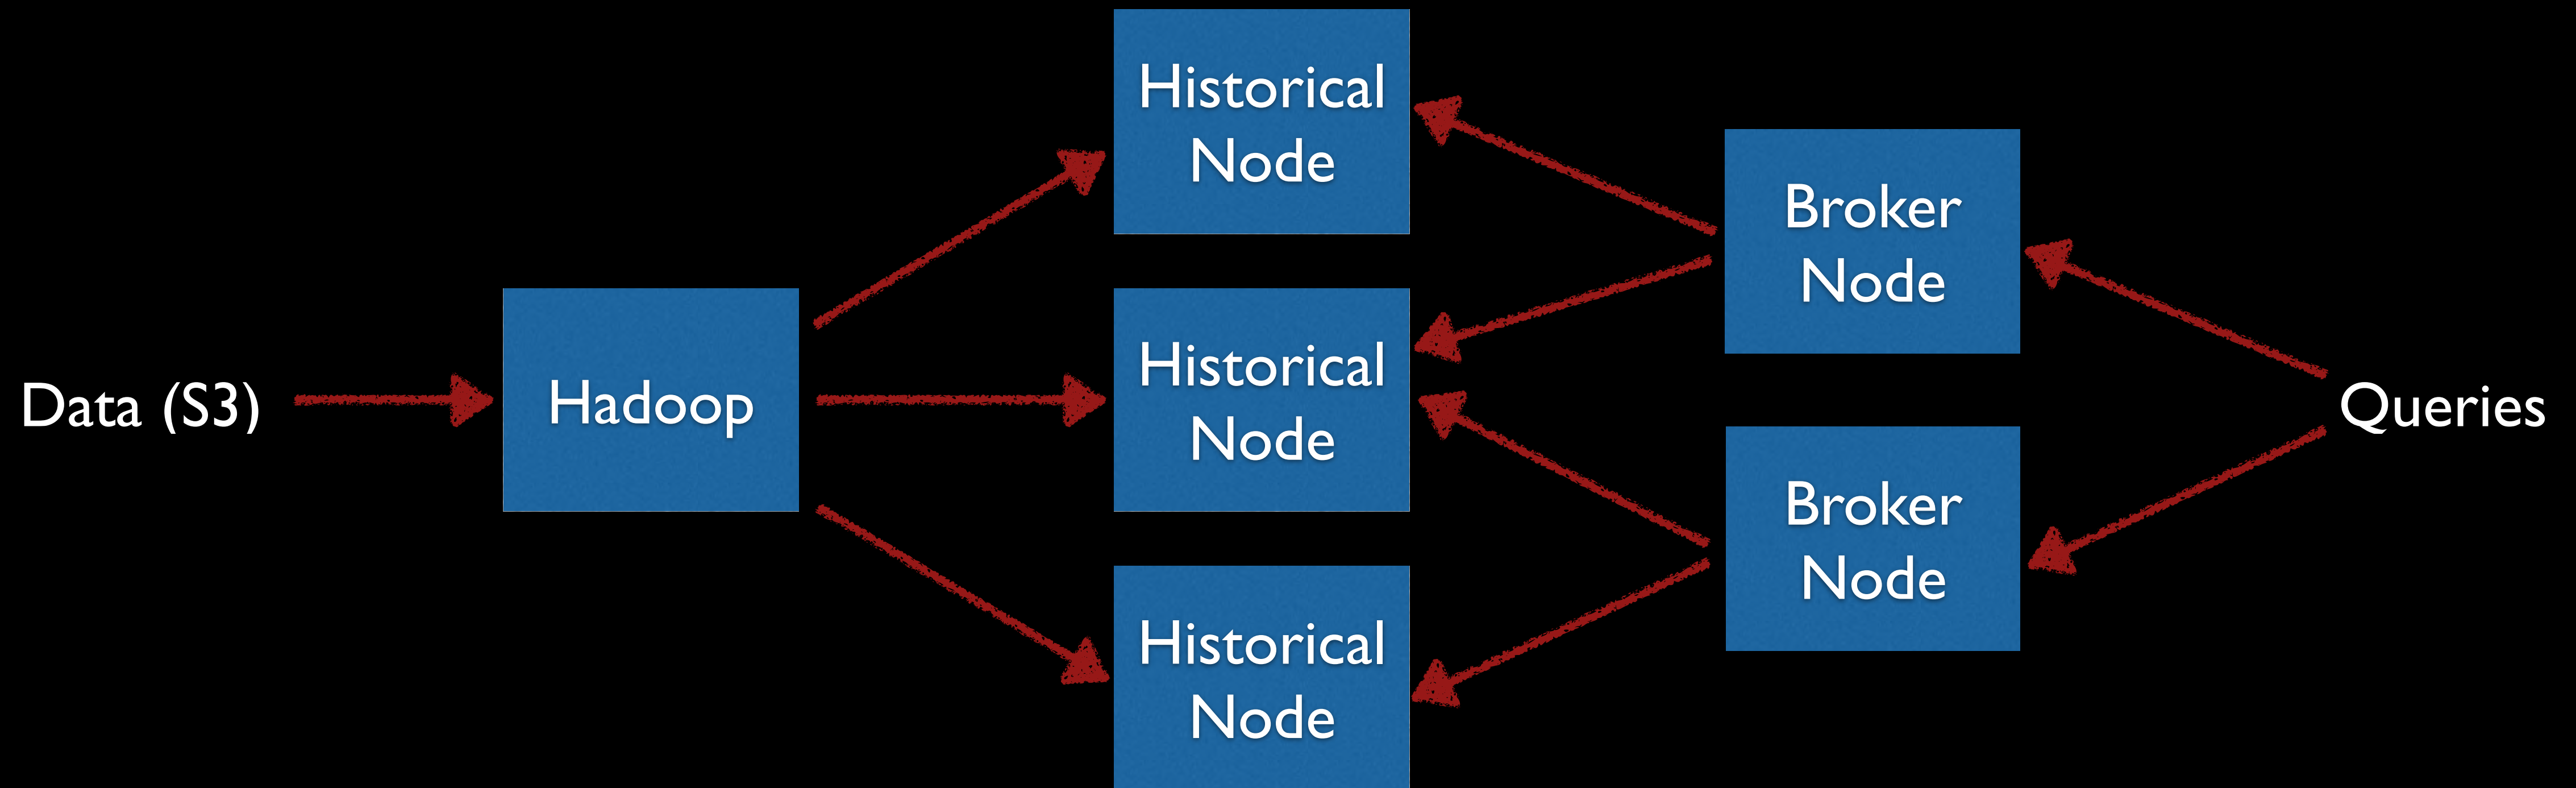 Data (S3)
Hadoop
Historical
Node
Historical
Node
Historical
Node
Broker
Node
Broker
Node
Queries